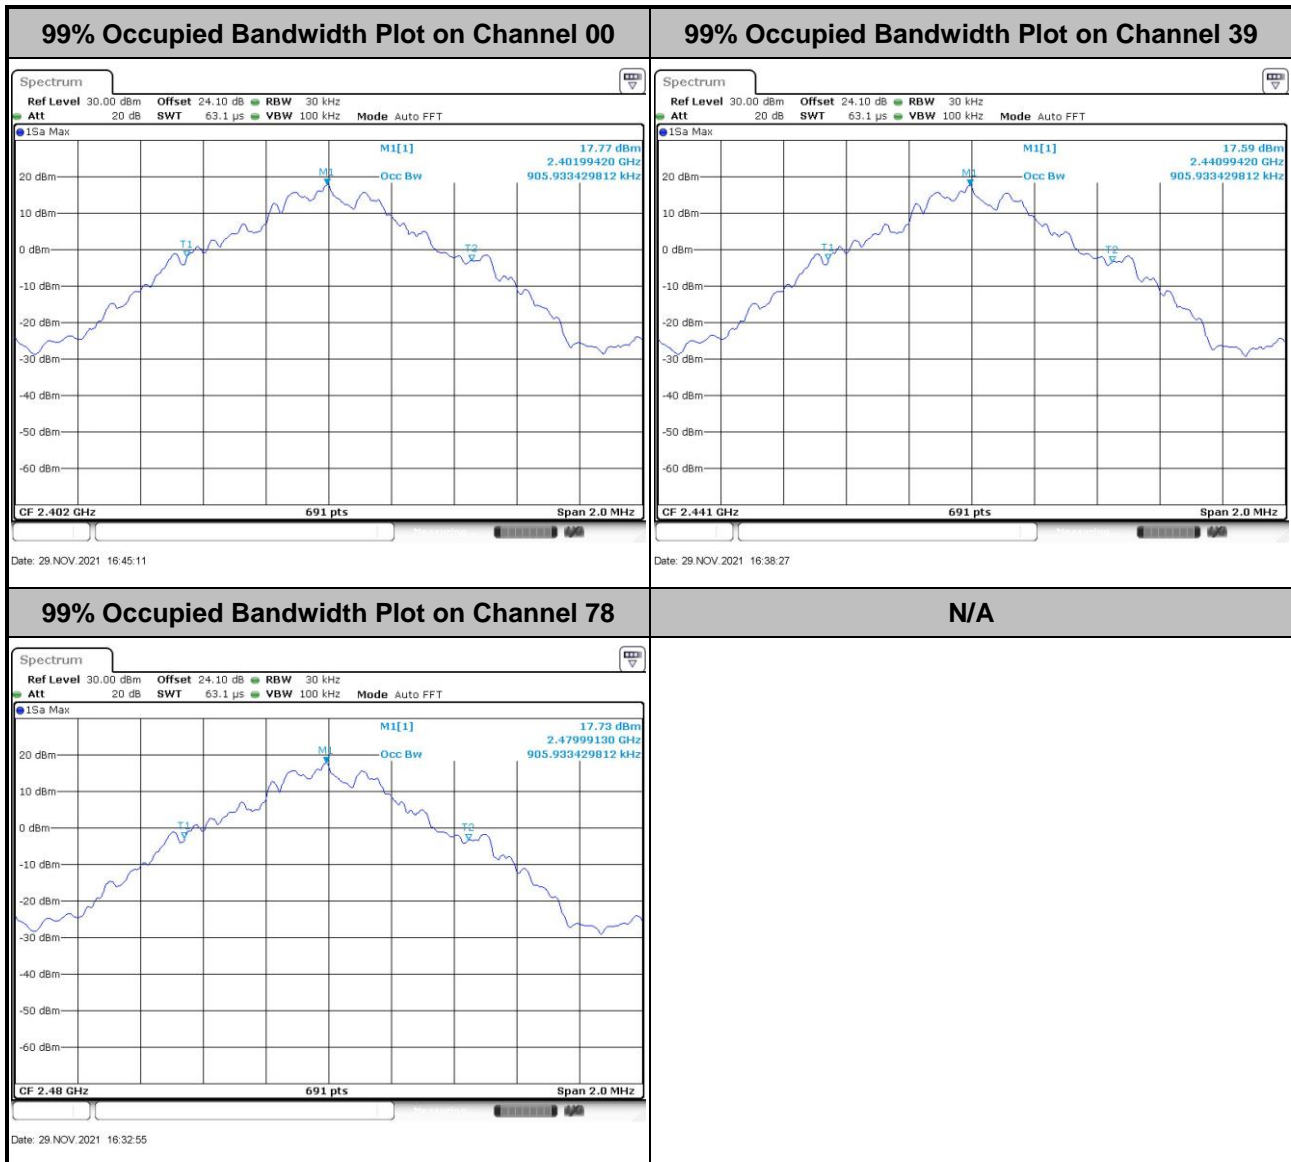 99% Occupied Bandwidth Plot on Channel 00
99% Occupied Bandwidth Plot on Channel 39
Spectrum
Ref Level 30.00 dBm Offset 24.10 dB RBW 30 kHz
Att 20 dB SWT 63.1 µs VBW 100 kHz Mode Auto FFT
1Sa Max
M1[1] 17.77 dBm
2.40199420 GHz
Occ Bw 905.933429812 kHz
M1
T1
T2
20 dBm
10 dBm
0 dBm
-10 dBm
-20 dBm
-30 dBm
-40 dBm
-50 dBm
-60 dBm
CF 2.402 GHz 691 pts Span 2.0 MHz
Date: 29.NOV.2021 16:45:11
Spectrum
Ref Level 30.00 dBm Offset 24.10 dB RBW 30 kHz
Att 20 dB SWT 63.1 µs VBW 100 kHz Mode Auto FFT
1Sa Max
M1[1] 17.59 dBm
2.44099420 GHz
Occ Bw 905.933429812 kHz
M1
T1
T2
20 dBm
10 dBm
0 dBm
-10 dBm
-20 dBm
-30 dBm
-40 dBm
-50 dBm
-60 dBm
CF 2.441 GHz 691 pts Span 2.0 MHz
Date: 29.NOV.2021 16:38:27
99% Occupied Bandwidth Plot on Channel 78
N/A
Spectrum
Ref Level 30.00 dBm Offset 24.10 dB RBW 30 kHz
Att 20 dB SWT 63.1 µs VBW 100 kHz Mode Auto FFT
1Sa Max
M1[1] 17.73 dBm
2.47999130 GHz
Occ Bw 905.933429812 kHz
M1
T1
T2
20 dBm
10 dBm
0 dBm
-10 dBm
-20 dBm
-30 dBm
-40 dBm
-50 dBm
-60 dBm
CF 2.48 GHz 691 pts Span 2.0 MHz
Date: 29.NOV.2021 16:32:55